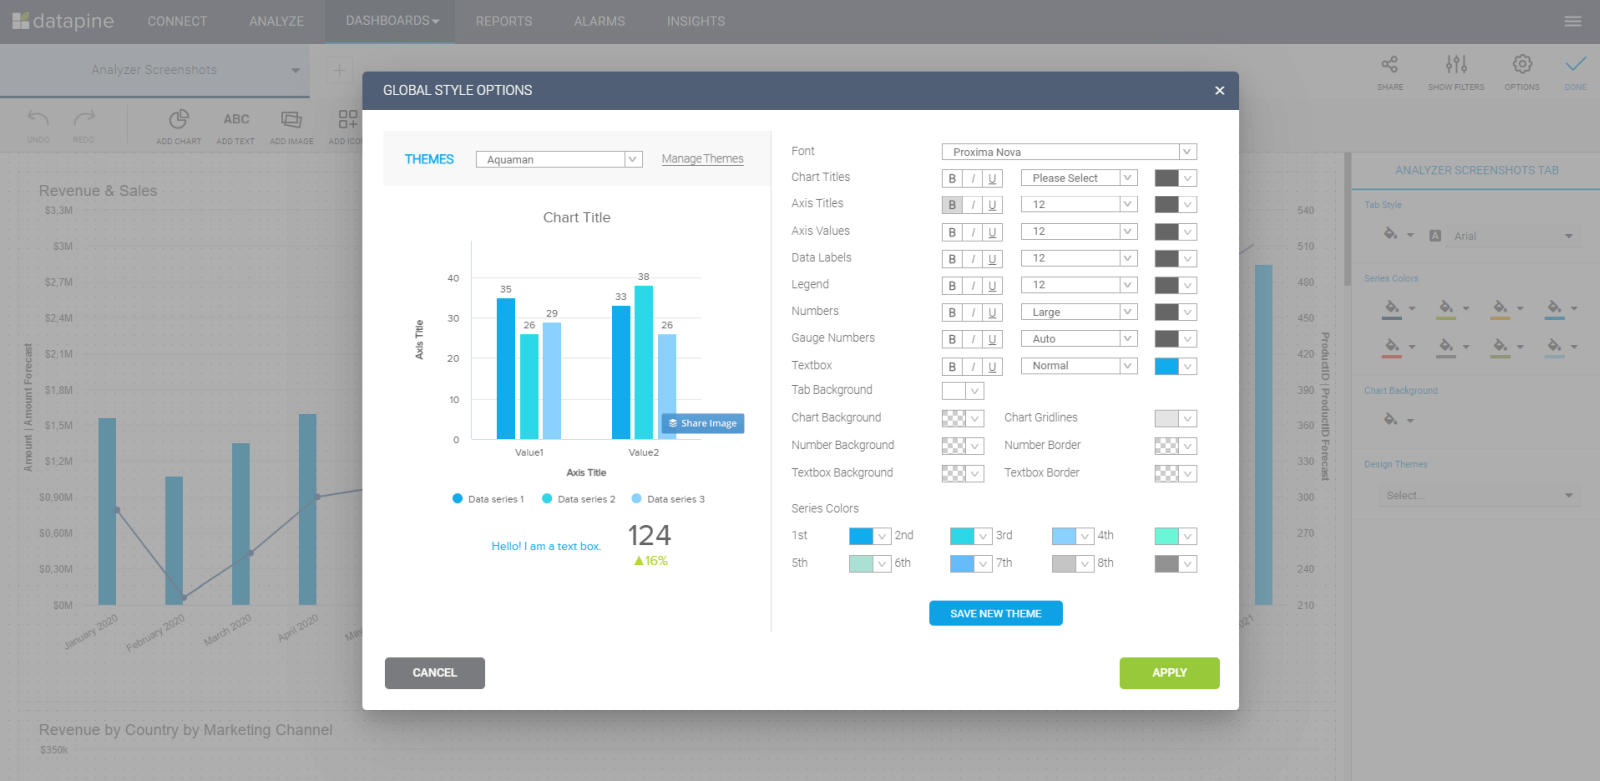 datapine
CONNECT
ANALYZE
DASHBOARDS
REPORTS
ALARMS
INSIGHTS
Analyzer Screenshots
+
SHARE
SHOW FILTERS
OPTIONS
DONE
UNDO
REDO
ADD CHART
ABC
ADD TEXT
ADD IMAGE
ADD ICO
GLOBAL STYLE OPTIONS
THEMES
Aquaman
Manage Themes
Chart Title
40
30
20
10
0
35
26
29
33
38
26
Axis Title
Value1
Value2
Axis Title
Share Image
Data series 1
Data series 2
Data series 3
Hello! I am a text box.
124
16%
Font
Proxima Nova
Chart Titles
B I U
Please Select
Axis Titles
B I U
12
Axis Values
B I U
12
Data Labels
B I U
12
Legend
B I U
12
Numbers
B I U
Large
Gauge Numbers
B I U
Auto
Textbox
B I U
Normal
Tab Background
Chart Background
Chart Gridlines
Number Background
Number Border
Textbox Background
Textbox Border
Series Colors
1st
2nd
3rd
4th
5th
6th
7th
8th
SAVE NEW THEME
CANCEL
APPLY
Revenue & Sales
$3,3M
$3M
$2,7M
$2,4M
$2,1M
$1,8M
$1,5M
$1,2M
$0,90M
$0,60M
$0,30M
$0M
Amount | Amount Forecast
January 2020
February 2020
March 2020
April 2020
540
510
480
450
420
390
360
330
300
270
240
210
ProductID | ProductID Forecast
Revenue by Country by Marketing Channel
$350k
ANALYZER SCREENSHOTS TAB
Tab Style
A
Arial
Series Colors
Chart Background
Design Themes
Select...